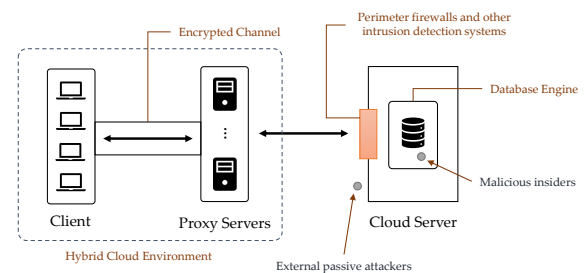 Perimeter firewalls and other
intrusion detection systems
Encrypted Channel
Database Engine
...
Malicious insiders
Client
Proxy Servers
Cloud Server
Hybrid Cloud Environment
External passive attackers